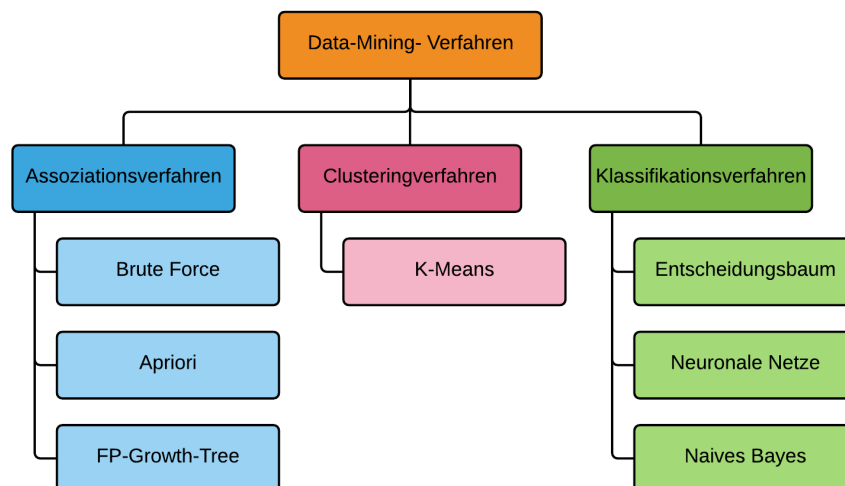 Data-Mining- Verfahren
Assoziationsverfahren
Clusteringverfahren
Klassifikationsverfahren
Brute Force
K-Means
Entscheidungsbaum
Apriori
Neuronale Netze
FP-Growth-Tree
Naives Bayes